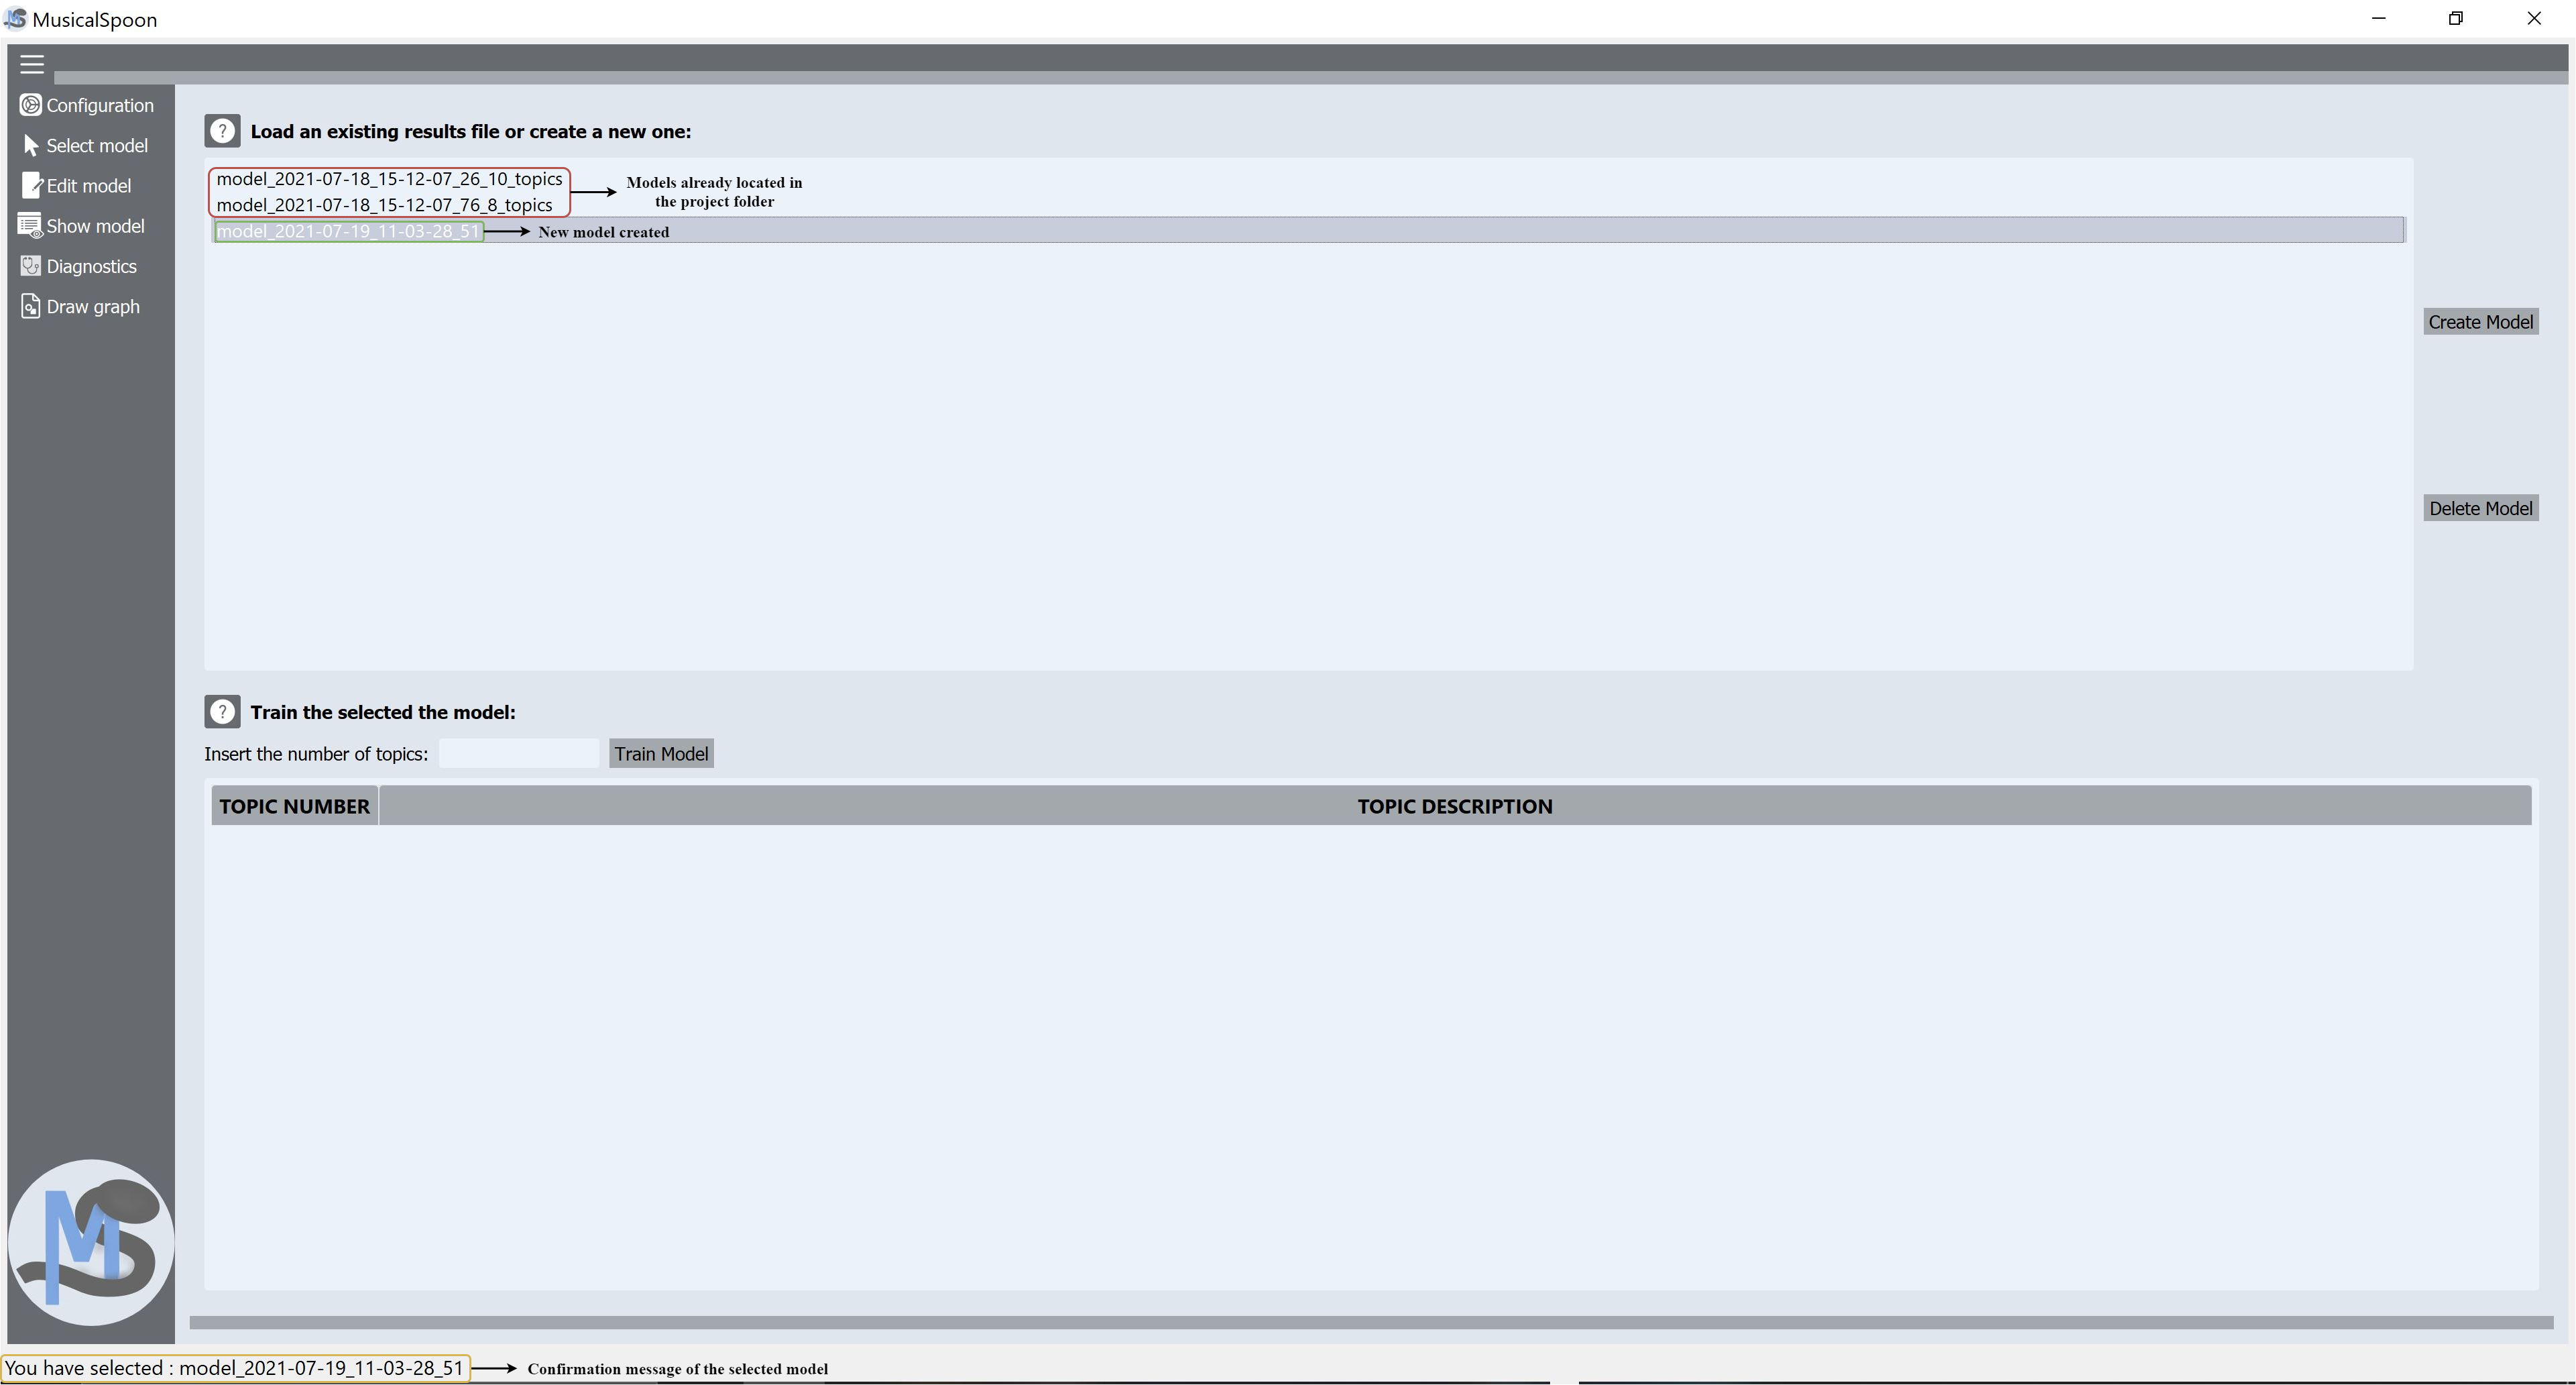 MusicalSpoon
Configuration
Select model
Edit model
Show model
Diagnostics
Draw graph
? Load an existing results file or create a new one:
model_2021-07-18_15-12-07_26_10_topics
model_2021-07-18_15-12-07_76_8_topics
Models already located in
the project folder
model_2021-07-19_11-03-28_51
New model created
Create Model
Delete Model
? Train the selected the model:
Insert the number of topics:
Train Model
TOPIC NUMBER
TOPIC DESCRIPTION
MS
You have selected : model_2021-07-19_11-03-28_51
Confirmation message of the selected model